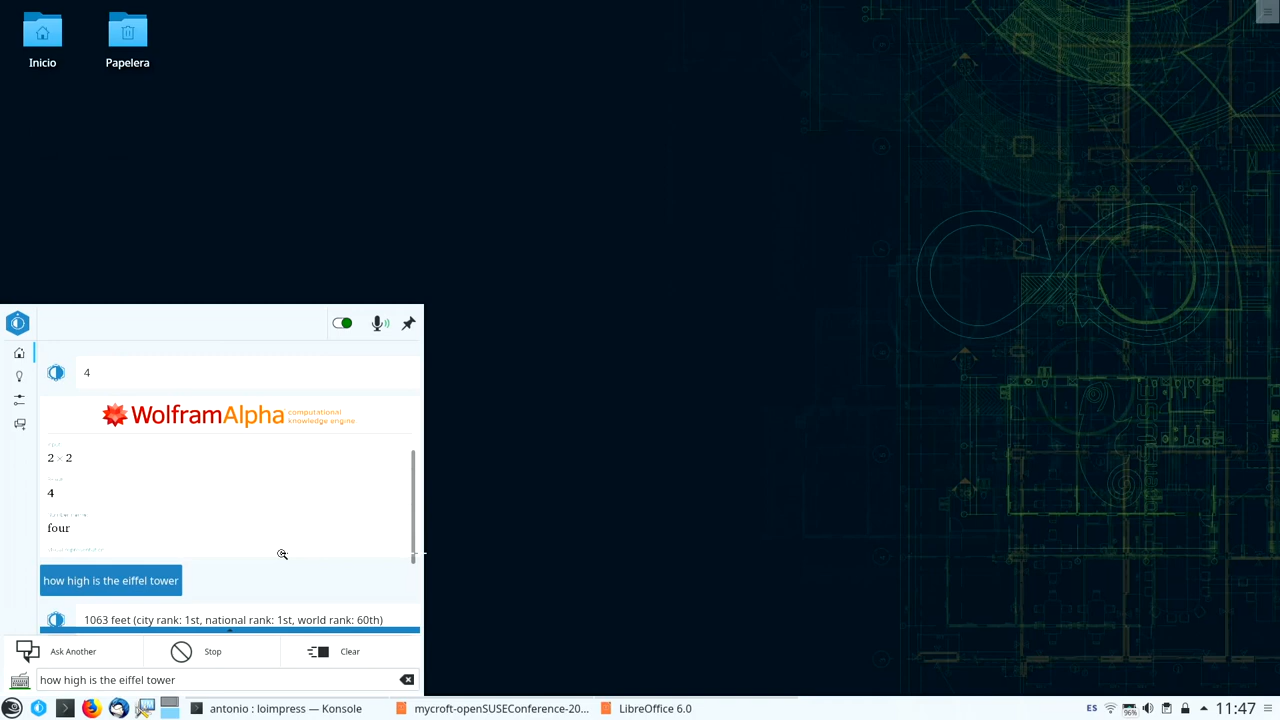 Inicio
Papelera
4
WolframAlpha computational knowledge engine
2 × 2
4
four
how high is the eiffel tower
1063 feet (city rank: 1st, national rank: 1st, world rank: 60th)
Ask Another
Stop
Clear
how high is the eiffel tower
antonio : loimpress — Konsole
mycroft-openSUSEConference-20...
LibreOffice 6.0
ES
96%
11:47